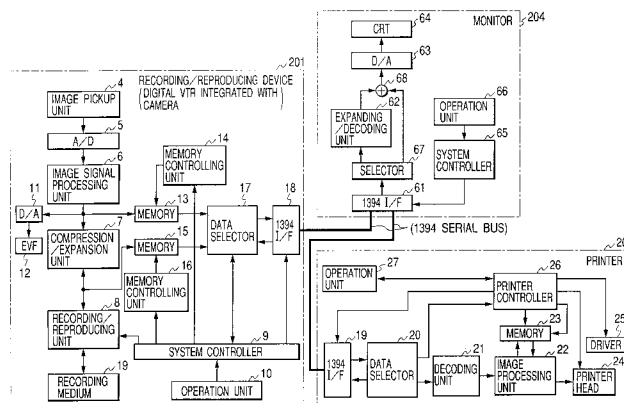 201
RECORDING/REPRODUCING DEVICE
(DIGITAL VTR INTEGRATED WITH
CAMERA)
4
IMAGE PICKUP
UNIT
5
A/D
6
IMAGE SIGNAL
PROCESSING
UNIT
11
D/A
EVF
12
7
COMPRESSION
/EXPANSION
UNIT
8
RECORDING/
REPRODUCING
UNIT
19
RECORDING
MEDIUM
14
MEMORY
CONTROLLING
UNIT
13
MEMORY
15
MEMORY
16
MEMORY
CONTROLLING
UNIT
17
DATA
SELECTOR
18
1394 I/F
9
SYSTEM CONTROLLER
10
OPERATION UNIT
MONITOR
204
64
CRT
63
D/A
68
62
EXPANDING
/DECODING
UNIT
67
SELECTOR
61
1394 I/F
66
OPERATION
UNIT
65
SYSTEM
CONTROLLER
(1394 SERIAL BUS)
PRINTER
27
OPERATION
UNIT
26
PRINTER
CONTROLLER
25
DRIVER
23
MEMORY
19
1394
I/F
20
DATA
SELECTOR
21
DECODING
UNIT
22
IMAGE
PROCESSING
UNIT
24
PRINTER
HEAD